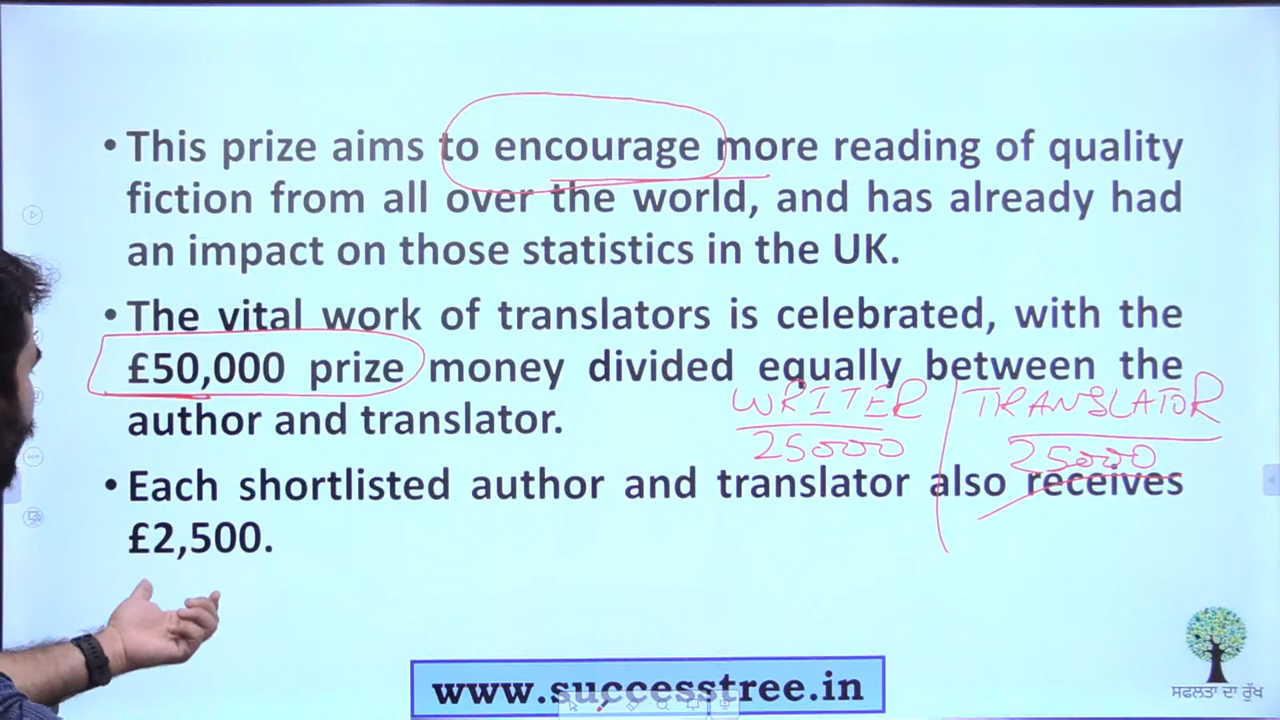 • This prize aims to encourage more reading of quality
fiction from all over the world, and has already had
an impact on those statistics in the UK.
• The vital work of translators is celebrated, with the
£50,000 prize money divided equally between the
author and translator.
WRITER | TRANSLATOR
25000 25000
• Each shortlisted author and translator also receives
£2,500.
www.successtree.in
ਸਫਲਤਾ ਦਾ ਰੁੱਖ